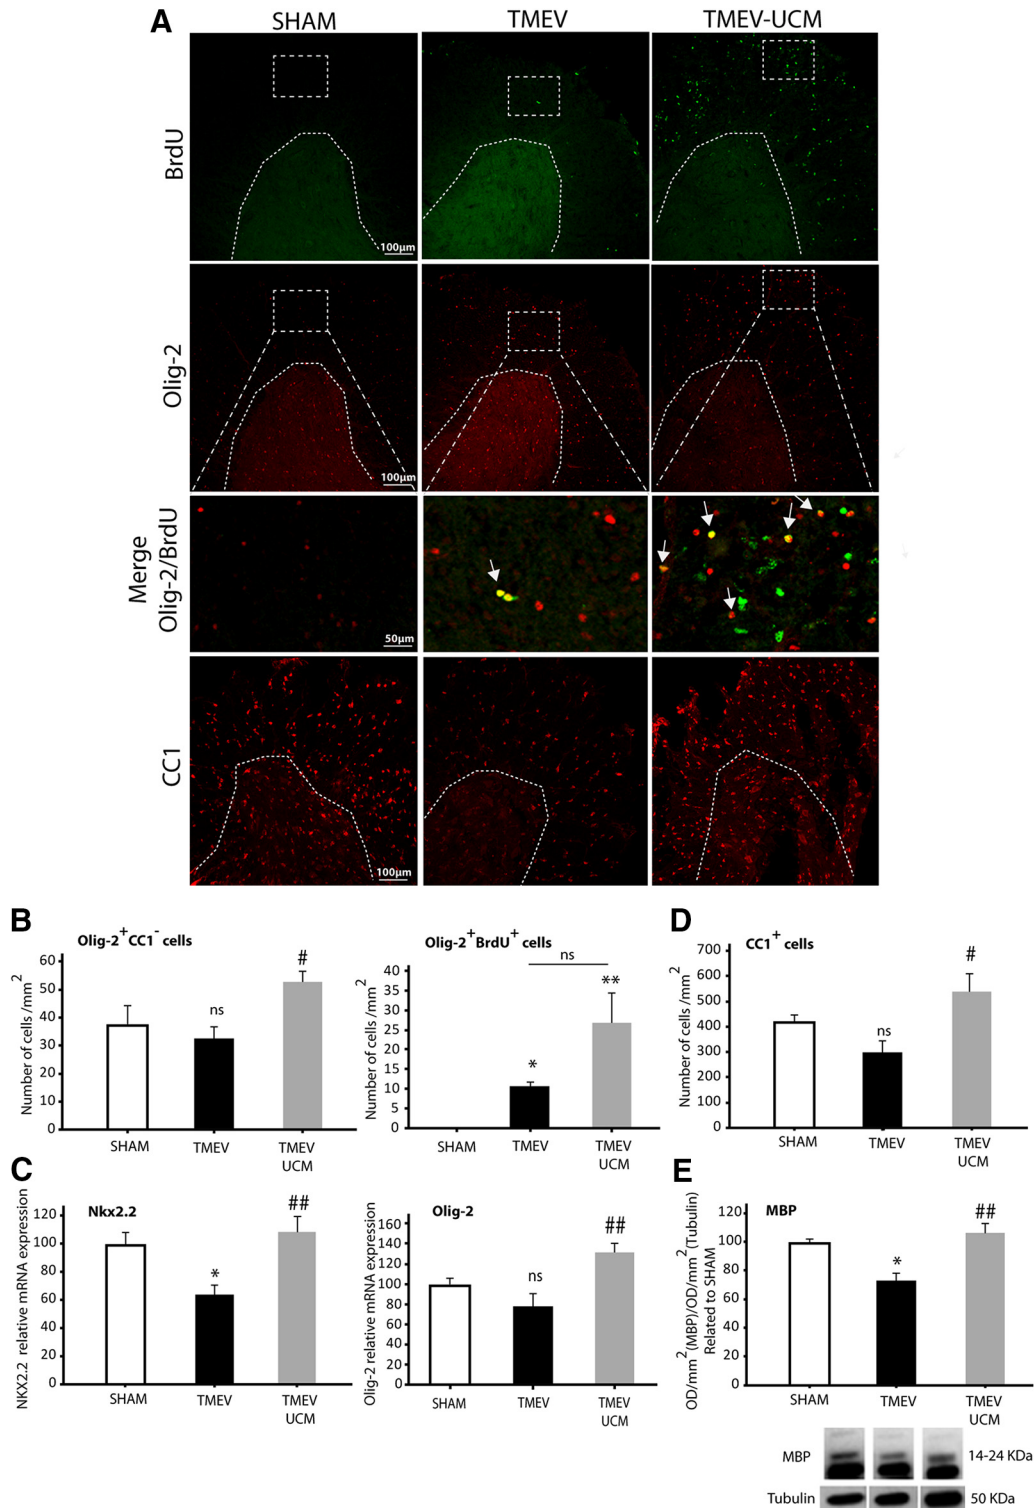 A
SHAM TMEV TMEV-UCM
BrdU
100μm
Olig-2
100μm
Merge
Olig-2/BrdU
50μm
CC1
100μm
B
Olig-2+CC1- cells
Number of cells /mm2
60
50
40
30
20
10
0
ns
#
SHAM TMEV TMEV
UCM
Olig-2+BrdU+ cells
Number of cells /mm2
40
35
30
25
20
15
10
5
0
ns
*
**
SHAM TMEV TMEV
UCM
D
CC1+ cells
Number of cells /mm2
700
600
500
400
300
200
100
0
ns
#
SHAM TMEV TMEV
UCM
C
Nkx2.2
NKX2.2 relative mRNA expression
120
100
80
60
40
20
0
*
##
SHAM TMEV TMEV
UCM
Olig-2
Olig-2 relative mRNA expression
160
140
120
100
80
60
40
20
0
ns
##
SHAM TMEV TMEV
UCM
E
MBP
OD/mm2(MBP)/OD/mm2(Tubulin)
Related to SHAM
120
100
80
60
40
20
0
*
##
SHAM TMEV TMEV
UCM
MBP 14-24 KDa
Tubulin 50 KDa